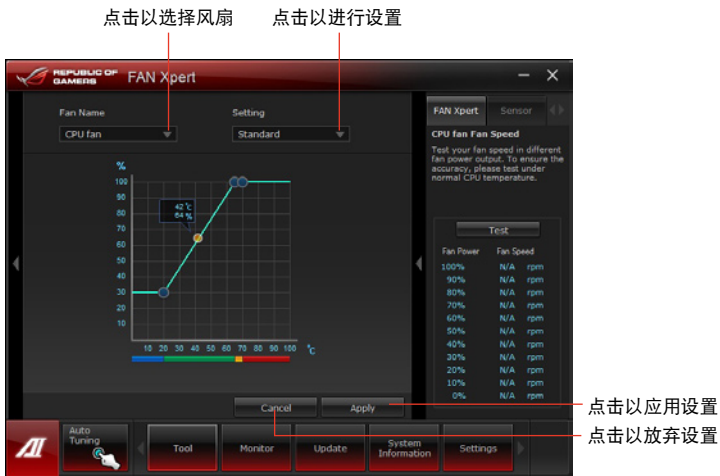 点击以选择风扇
点击以进行设置
REPUBLIC OF
GAMERS
FAN Xpert
Fan Name
Setting
CPU fan
Standard
%
100
90
80
70
60
50
40
30
20
10
42 ℃
64 %
10 20 30 40 50 60 70 80 90 100 ℃
Cancel
Apply
FAN Xpert
Sensor
CPU fan Fan Speed
Test your fan speed in different
fan power output. To ensure the
accuracy, please test under
normal CPU temperature.
Test
Fan Power Fan Speed
100% N/A rpm
90% N/A rpm
80% N/A rpm
70% N/A rpm
60% N/A rpm
50% N/A rpm
40% N/A rpm
30% N/A rpm
20% N/A rpm
10% N/A rpm
0% N/A rpm
点击以应用设置
点击以放弃设置
AI
Auto
Tuning
Tool
Monitor
Update
System
Information
Settings